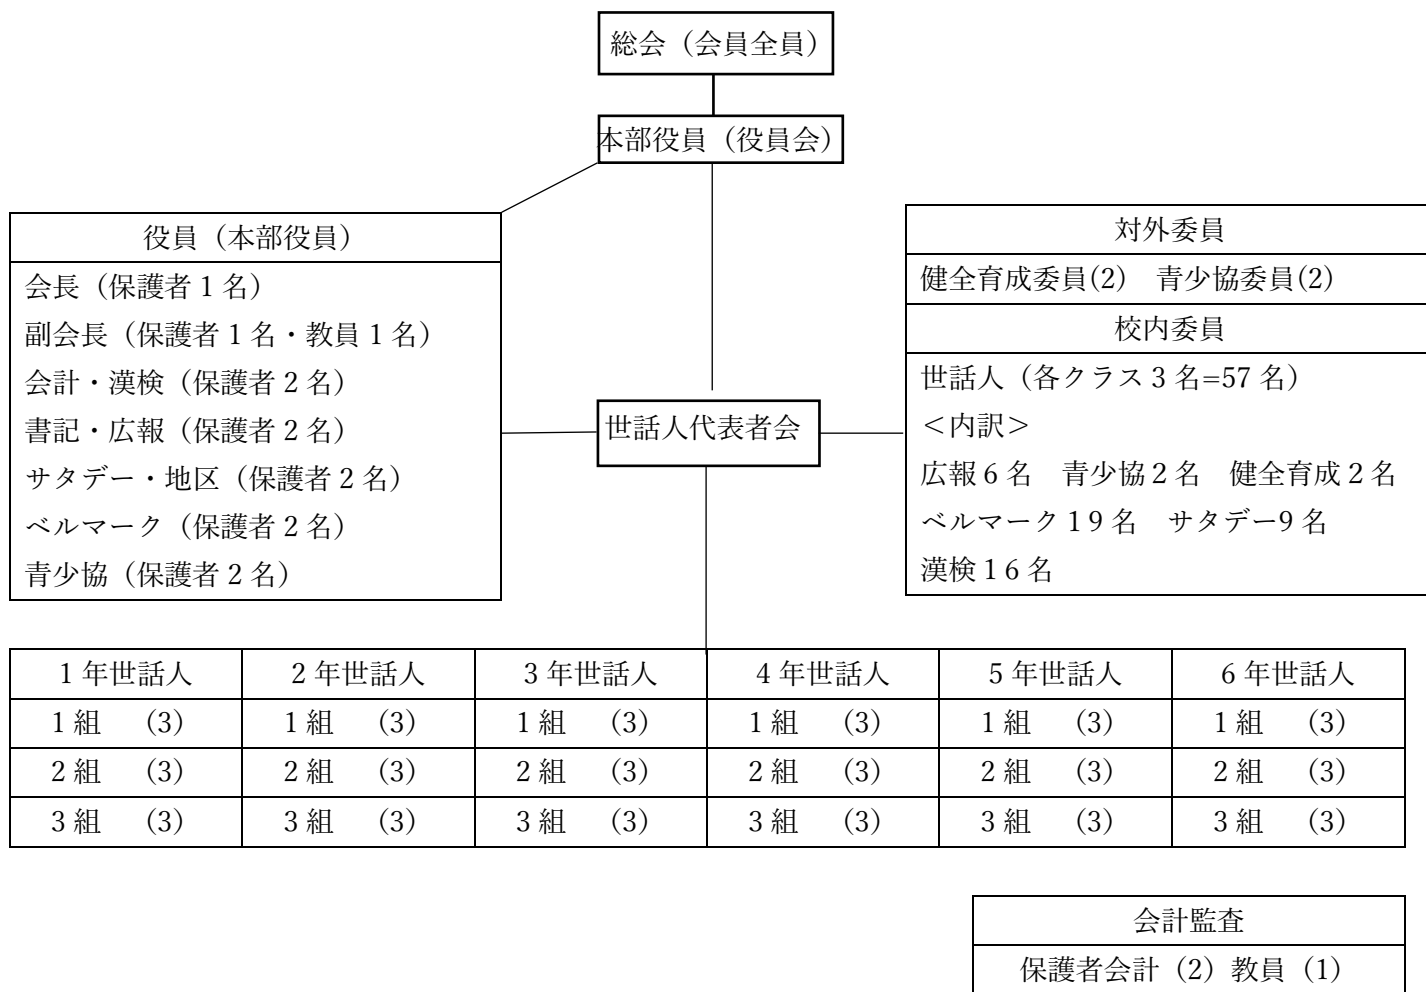 総会（会員全員）
本部役員（役員会）
役員（本部役員）
会長（保護者１名）
副会長（保護者１名・教員１名）
会計・漢検（保護者２名）
書記・広報（保護者２名）
サタデー・地区（保護者２名）
ベルマーク（保護者２名）
青少協（保護者２名）
世話人代表者会
対外委員
健全育成委員(2)　青少協委員(2)
校内委員
世話人（各クラス３名=57名）
＜内訳＞
広報６名　青少協２名　健全育成２名
ベルマーク１9名　サタデー9名
漢検１６名
１年世話人　２年世話人　３年世話人　４年世話人　５年世話人　６年世話人
１組　（3）　１組　（3）　１組　（3）　１組　（3）　１組　（3）　１組　（3）
２組　（3）　２組　（3）　２組　（3）　２組　（3）　２組　（3）　２組　（3）
３組　（3）　３組　（3）　３組　（3）　３組　（3）　３組　（3）　３組　（3）
会計監査
保護者会計（2）教員（1）